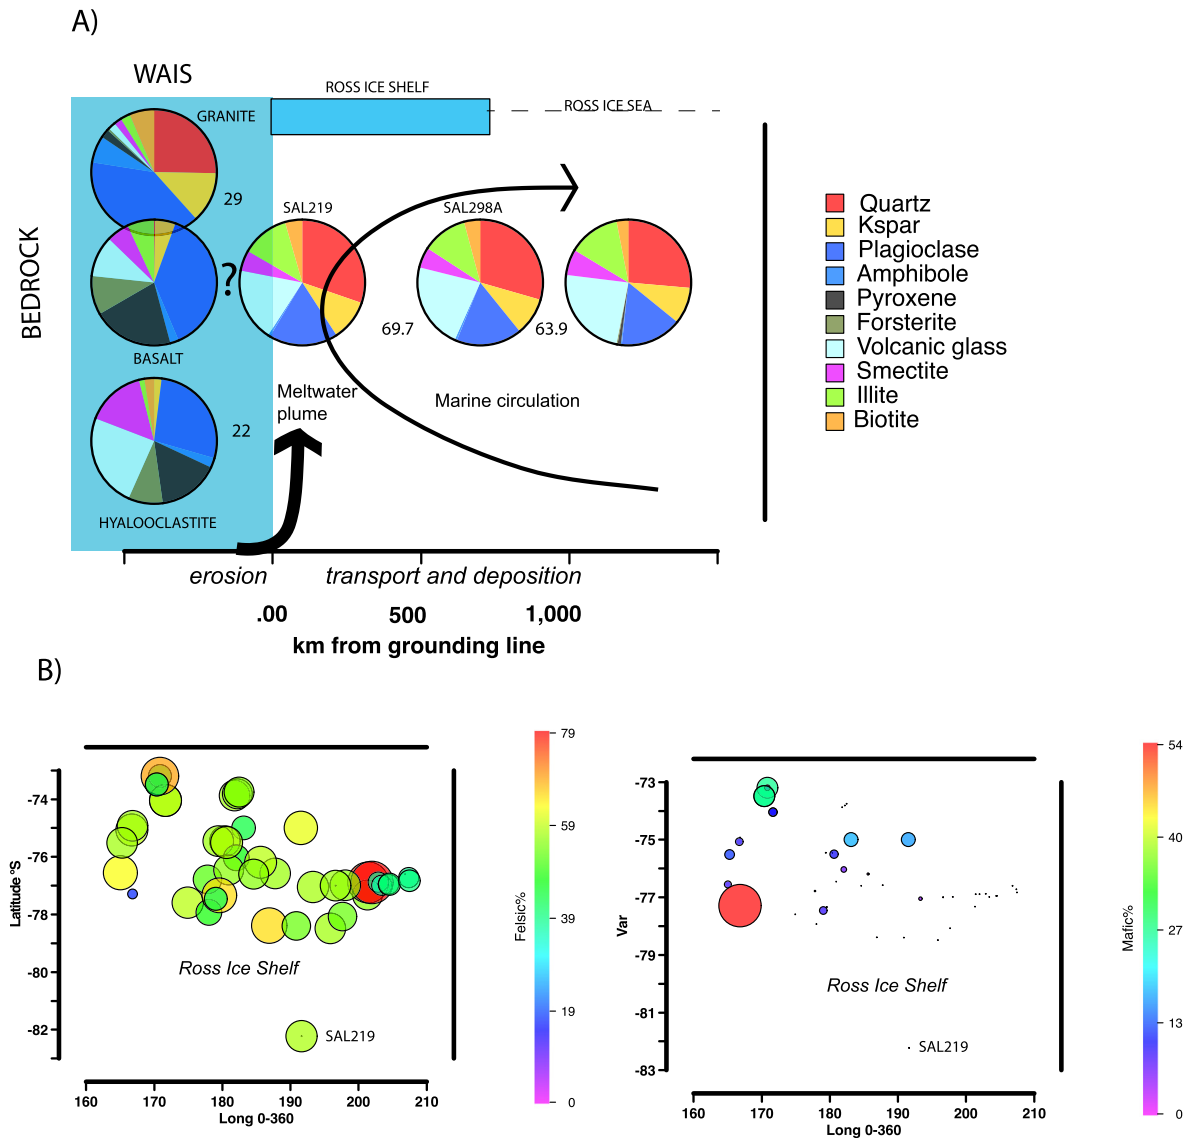 A)
WAIS
ROSS ICE SHELF
ROSS ICE SEA
GRANITE
29
SAL219
SAL298A
BEDROCK
?
69.7
63.9
BASALT
Meltwater
plume
Marine circulation
22
HYALOOCLASTITE
Quartz
Kspar
Plagioclase
Amphibole
Pyroxene
Forsterite
Volcanic glass
Smectite
Illite
Biotite
erosion
transport and deposition
.00 500 1,000
km from grounding line
B)
-74
-76
-78
-80
-82
Latitude °S
Ross Ice Shelf
SAL219
160 170 180 190 200 210
Long 0-360
79
59
39
19
0
Felsic%
-73
-75
-77
-79
-81
-83
Var
Ross Ice Shelf
SAL219
160 170 180 190 200 210
Long 0-360
54
40
27
13
0
Mafic%